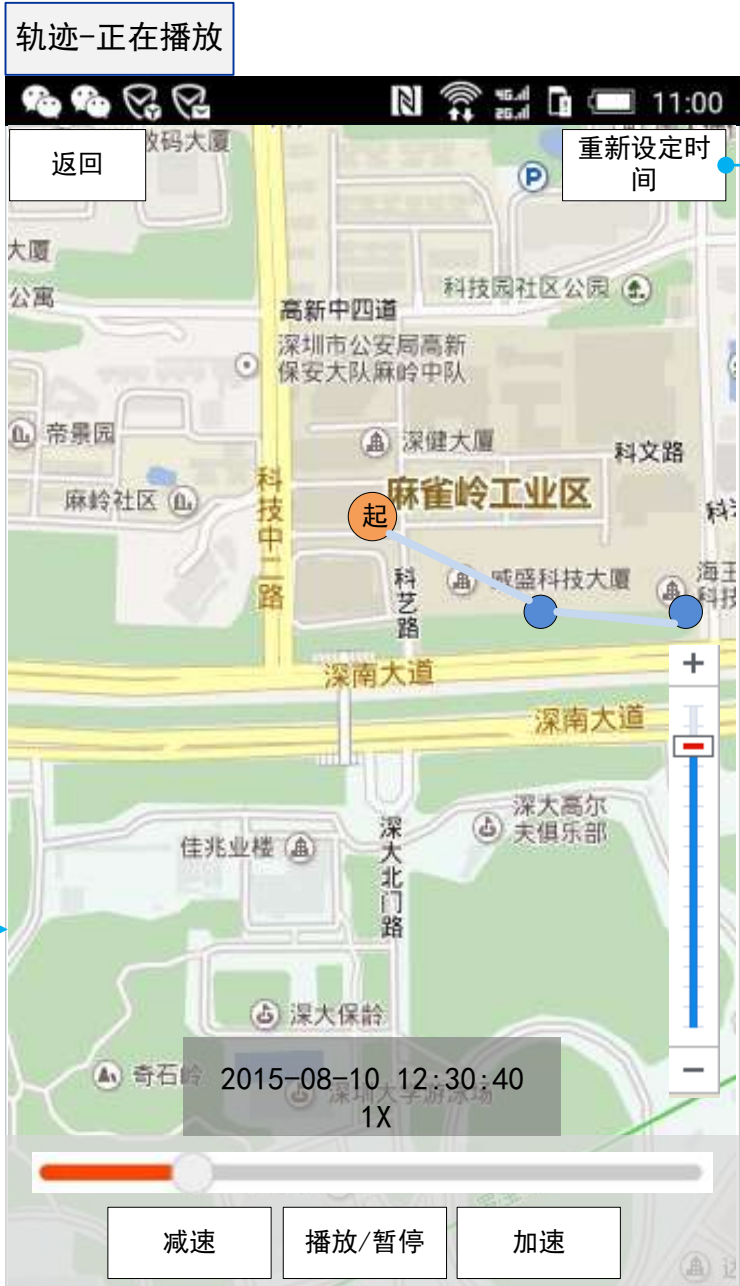 轨迹-正在播放
4G
2G
11:00
返回
数码大厦
重新设定时
间
P
大厦
公寓
科技园社区公园
高新中四道
深圳市公安局高新
保安大队麻岭中队
帝景园
深健大厦
科文路
麻岭社区
科技中二路
麻雀岭工业区
起
科艺路
威盛科技大厦
海王
科技
深南大道
+
深南大道
深大高尔
夫俱乐部
佳兆业楼
深大北门路
深大保龄
奇石岭
2015-08-10 12:30:40
深圳大学游泳场
1X
−
减速
播放/暂停
加速